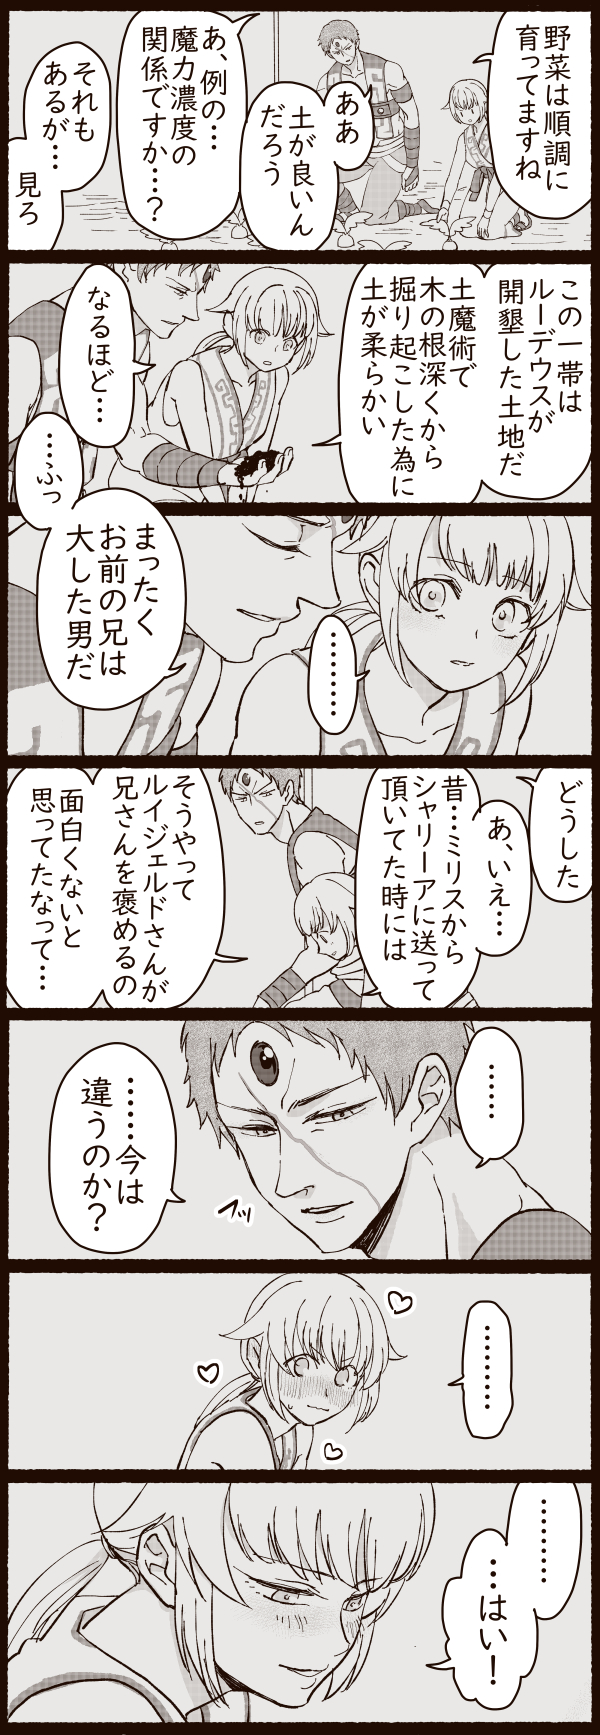 野菜は順調に
育ってますね
ああ
土が良いん
だろう
あ、例の…
魔力濃度の
関係ですか…？
それも
あるが…
見ろ
この一帯は
ルーデウスが
開墾した土地だ
土魔術で
木の根深くから
掘り起こした為に
土が柔らかい
なるほど…
…ふっ
まったく
お前の兄は
大した男だ
………
どうした
あ、いえ…
昔…ミリスから
シャリーアに送って
頂いてた時には
そうやって
ルイジェルドさんが
兄さんを褒めるの
面白くないと
思ってたなって…
……
フッ
……今は
違うのか？
………
………
…はい！